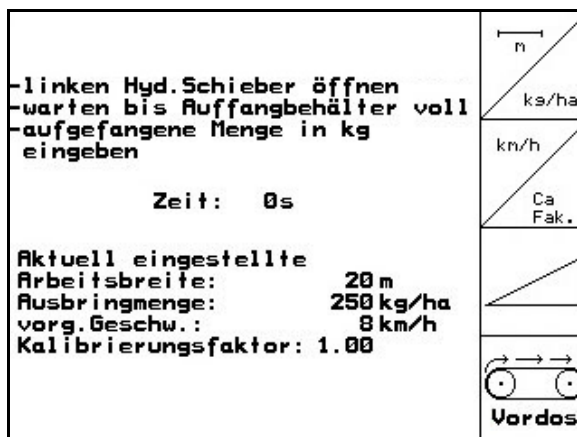 -linken Hyd.Schieber öffnen
-warten bis Auffangbehälter voll
-aufgefangene Menge in kg
eingeben
Zeit: 0s
Aktuell eingestellte
Arbeitsbreite: 20 m
Ausbringmenge: 250 kg/ha
vorg.Geschw.: 8 km/h
Kalibrierungsfaktor: 1.00
m
kg/ha
km/h
Ca
Fak.
Vordos